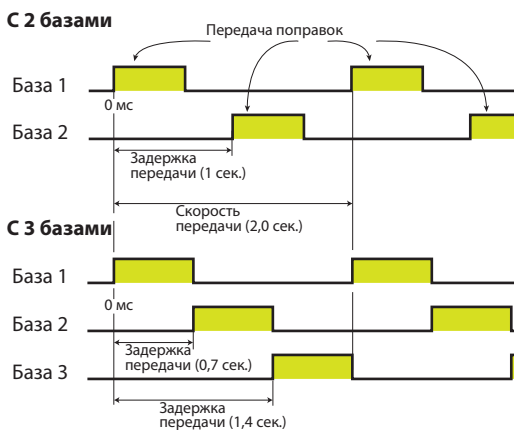 С 2 базами
Передача поправок
База 1
0 мс
База 2
Задержка
передачи (1 сек.)
Скорость
передачи (2,0 сек.)
С 3 базами
База 1
0 мс
База 2
Задержка
передачи (0,7 сек.)
База 3
Задержка
передачи (1,4 сек.)